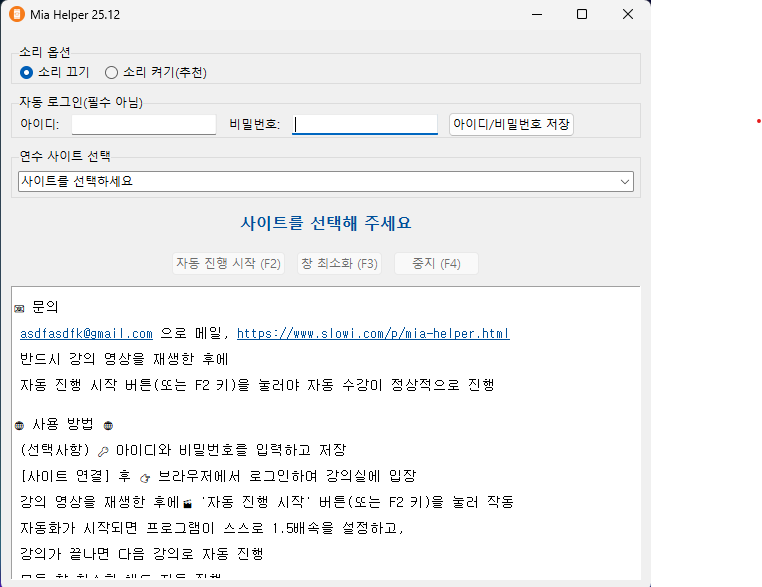 Mia Helper 25.12
소리 옵션
소리 끄기 소리 켜기(추천)
자동 로그인(필수 아님)
아이디: 비밀번호: 아이디/비밀번호 저장
연수 사이트 선택
사이트를 선택하세요
사이트를 선택해 주세요
자동 진행 시작 (F2) 창 최소화 (F3) 중지 (F4)
문의
asdfasdfk@gmail.com 으로 메일, https://www.slowi.com/p/mia-helper.html
반드시 강의 영상을 재생한 후에
자동 진행 시작 버튼(또는 F2 키)을 눌러야 자동 수강이 정상적으로 진행
사용 방법
(선택사항) 아이디와 비밀번호를 입력하고 저장
[사이트 연결] 후 브라우저에서 로그인하여 강의실에 입장
강의 영상을 재생한 후에 '자동 진행 시작' 버튼(또는 F2 키)을 눌러 작동
자동화가 시작되면 프로그램이 스스로 1.5배속을 설정하고,
강의가 끝나면 다음 강의로 자동 진행